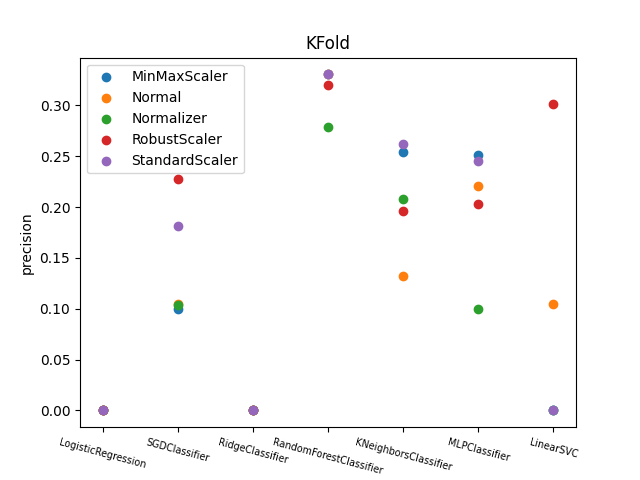 KFold
MinMaxScaler
Normal
Normalizer
RobustScaler
StandardScaler
precision
0.30
0.25
0.20
0.15
0.10
0.05
0.00
LogisticRegression
SGDClassifier
RidgeClassifier
RandomForestClassifier
KNeighborsClassifier
MLPClassifier
LinearSVC